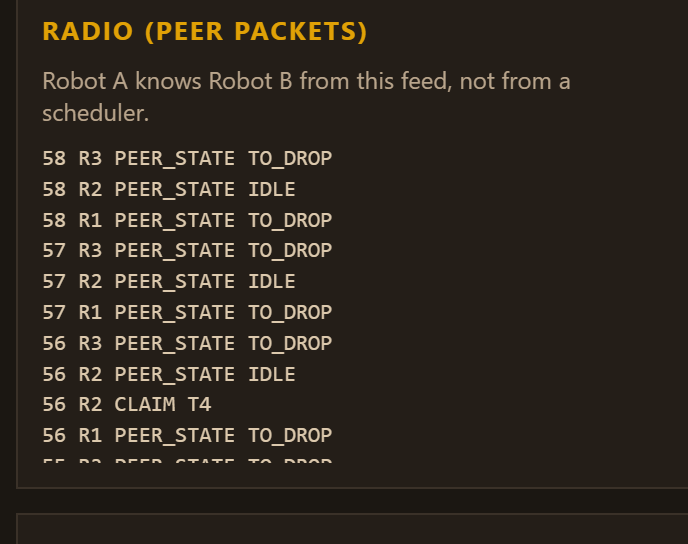 RADIO (PEER PACKETS)
Robot A knows Robot B from this feed, not from a
scheduler.
58 R3 PEER_STATE TO_DROP
58 R2 PEER_STATE IDLE
58 R1 PEER_STATE TO_DROP
57 R3 PEER_STATE TO_DROP
57 R2 PEER_STATE IDLE
57 R1 PEER_STATE TO_DROP
56 R3 PEER_STATE TO_DROP
56 R2 PEER_STATE IDLE
56 R2 CLAIM T4
56 R1 PEER_STATE TO_DROP